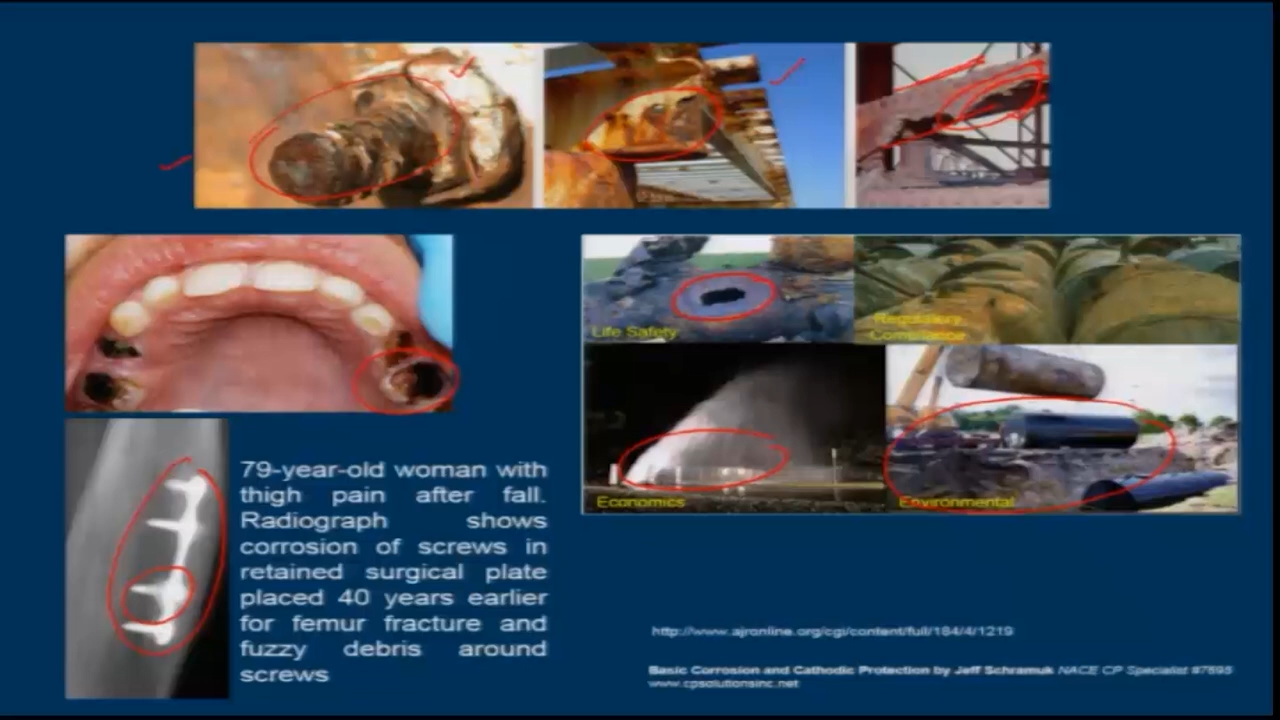 Life Safety
Regulatory
Compliance
Economics
Environmental
79-year-old woman with
thigh pain after fall.
Radiograph shows
corrosion of screws in
retained surgical plate
placed 40 years earlier
for femur fracture and
fuzzy debris around
screws
http://www.ajronline.org/cgi/content/full/184/4/1219
Basic Corrosion and Cathodic Protection by Jeff Schramuk NACE CP Specialist
www.cpsolutionsinc.net